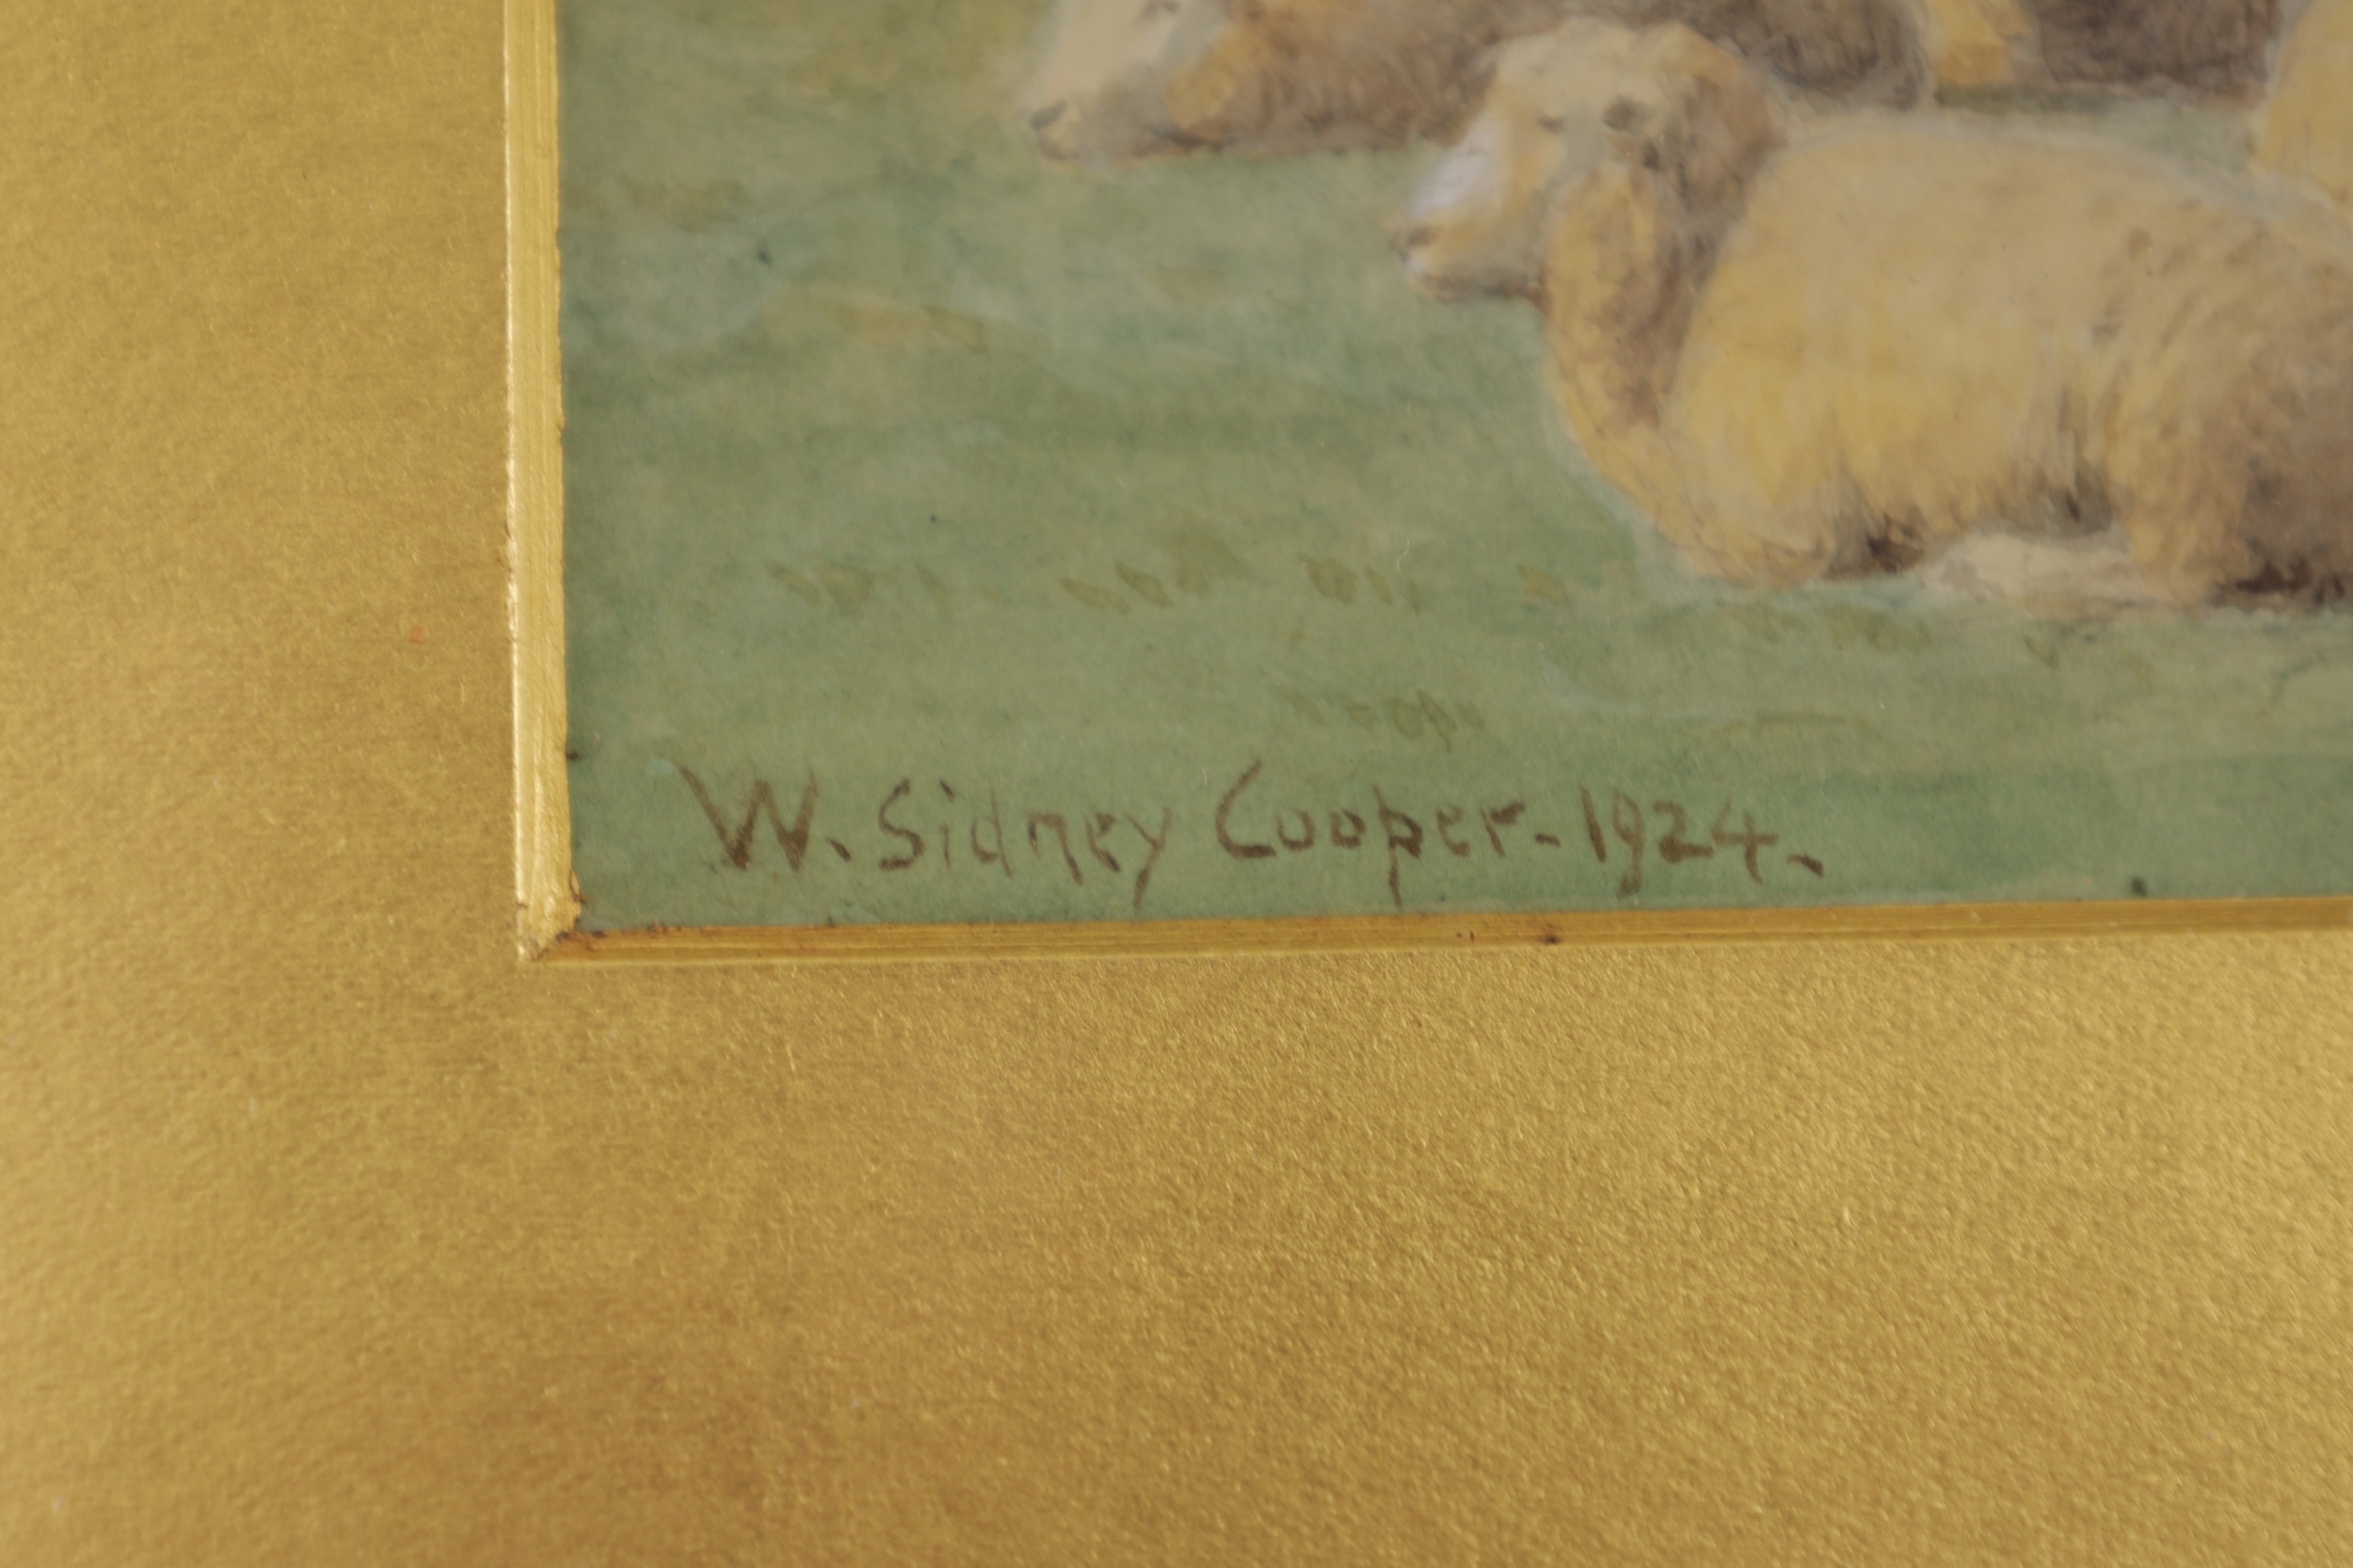 W. Sidney Cooper - 1924.